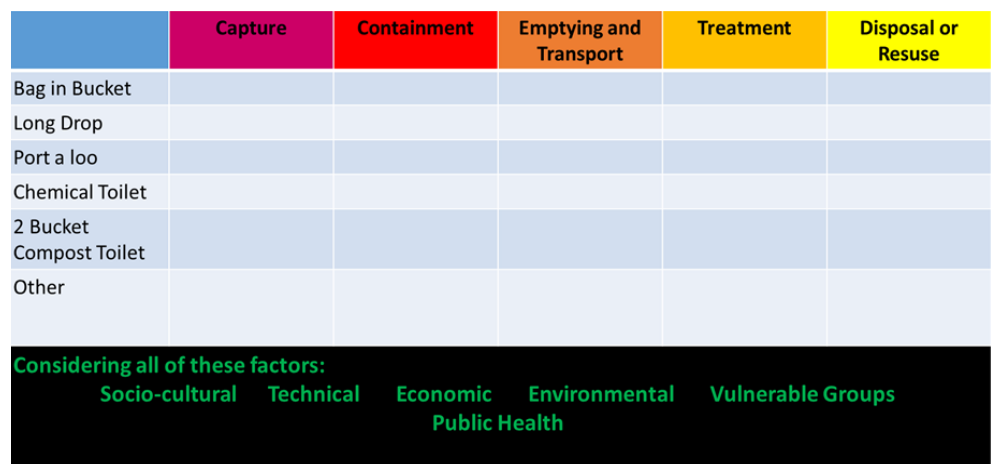 Capture Containment Emptying and Treatment Disposal or
Transport Resuse
Bag in Bucket
Long Drop
Port a loo
Chemical Toilet
2 Bucket
Compost Toilet
Other
Considering all of these factors:
Socio-cultural Technical Economic Environmental Vulnerable Groups
Public Health